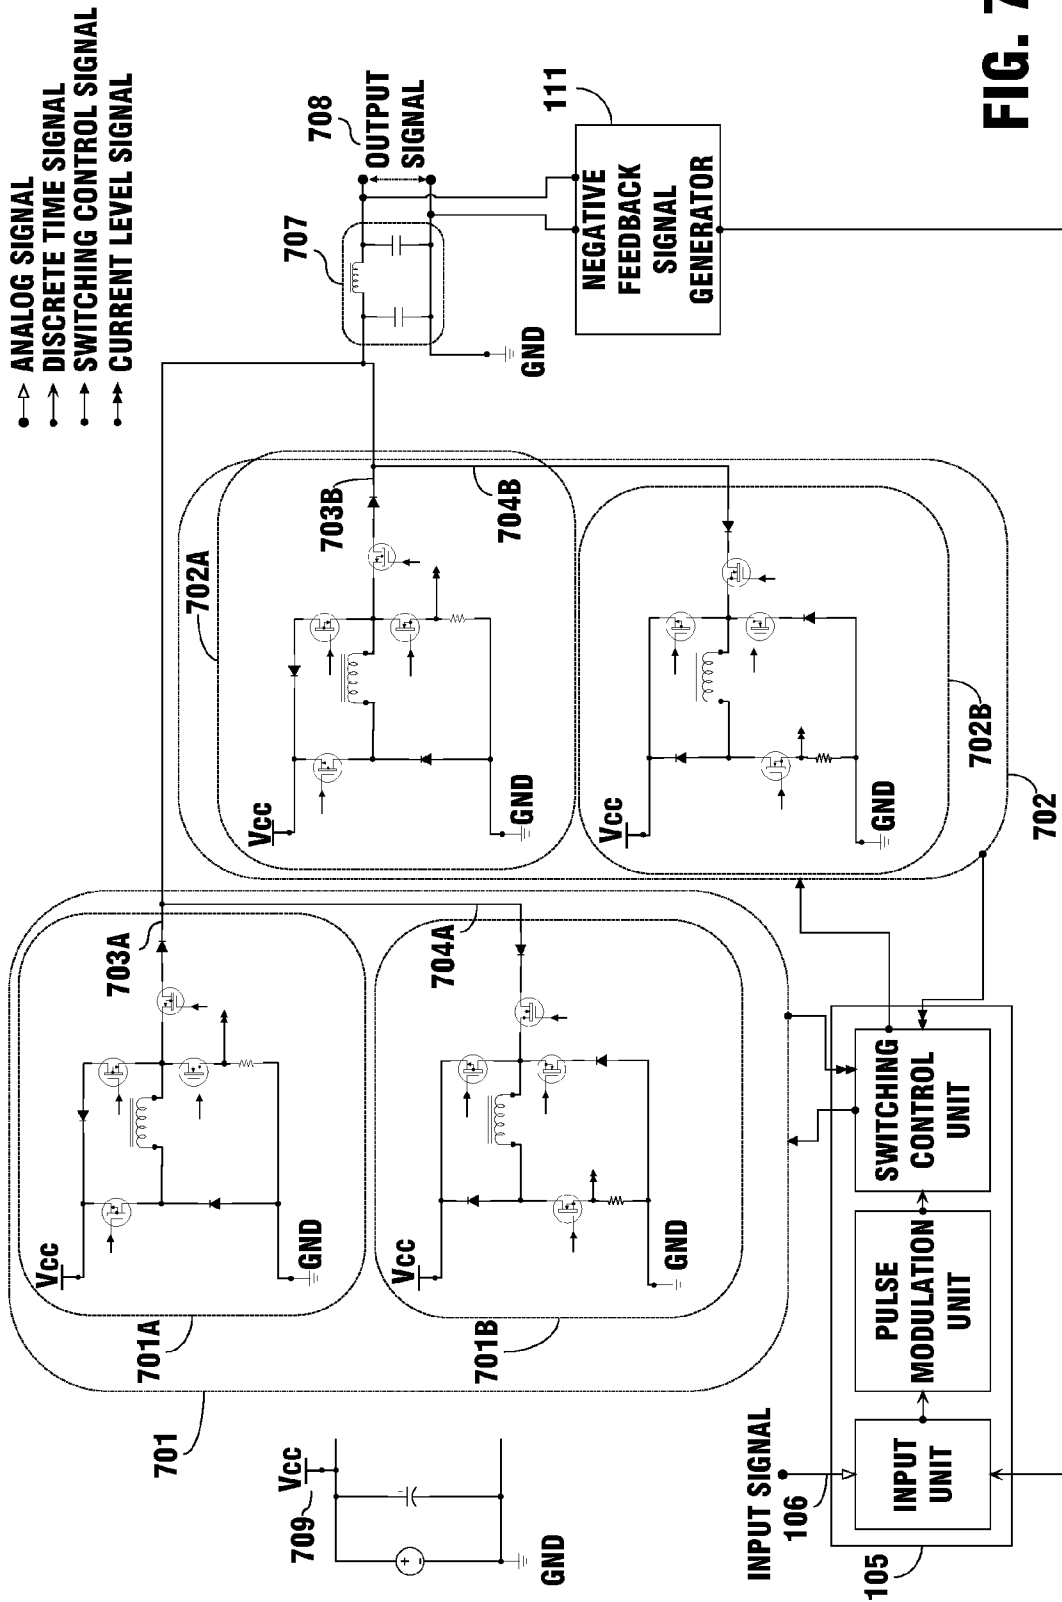 FIG. 7
ANALOG SIGNAL
DISCRETE TIME SIGNAL
SWITCHING CONTROL SIGNAL
CURRENT LEVEL SIGNAL
701
701A
Vcc
GND
703A
701B
Vcc
GND
704A
702
702A
Vcc
GND
703B
702B
Vcc
GND
704B
707
GND
708
OUTPUT
SIGNAL
111
NEGATIVE
FEEDBACK
SIGNAL
GENERATOR
709
Vcc
GND
INPUT SIGNAL
106
105
INPUT
UNIT
PULSE
MODULATION
UNIT
SWITCHING
CONTROL
UNIT